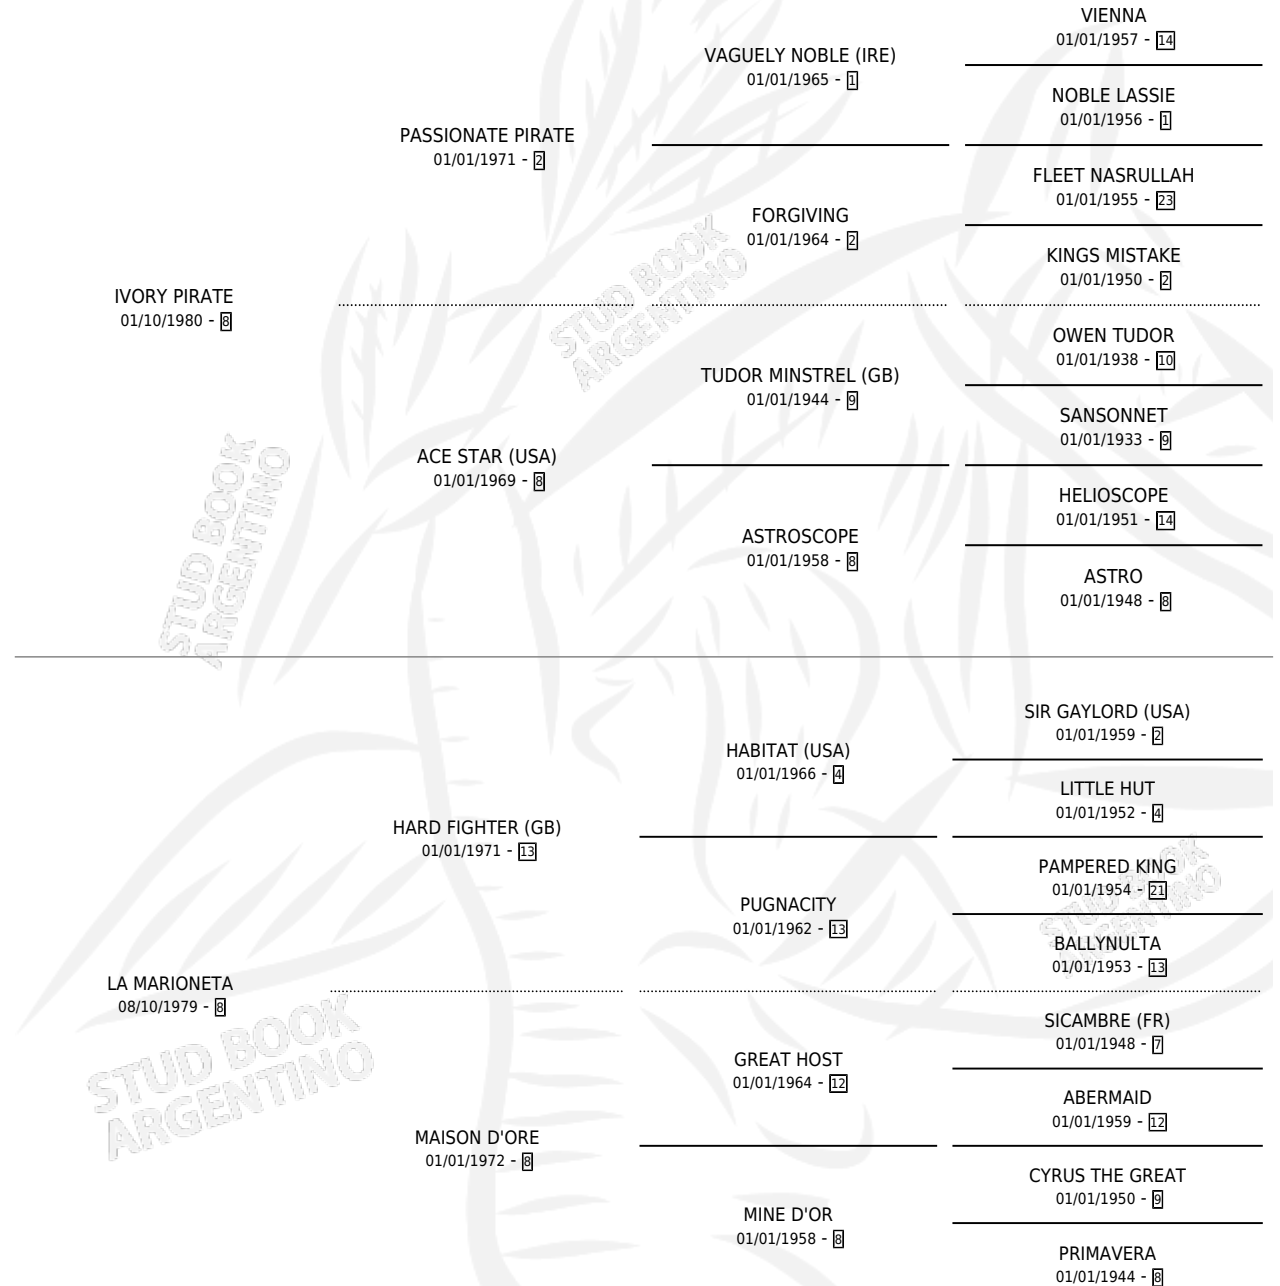 VIENNA
01/01/1957 - 14
VAGUELY NOBLE (IRE)
01/01/1965 - 1
NOBLE LASSIE
01/01/1956 - 1
PASSIONATE PIRATE
01/01/1971 - 2
FLEET NASRULLAH
01/01/1955 - 23
FORGIVING
01/01/1964 - 2
KINGS MISTAKE
01/01/1950 - 2
IVORY PIRATE
01/10/1980 - 8
OWEN TUDOR
01/01/1938 - 10
TUDOR MINSTREL (GB)
01/01/1944 - 9
SANSONNET
01/01/1933 - 9
ACE STAR (USA)
01/01/1969 - 8
HELIOSCOPE
01/01/1951 - 14
ASTROSCOPE
01/01/1958 - 8
ASTRO
01/01/1948 - 8
STUD BOOK
ARGENTINO
STUD BOOK
ARGENTINO
SIR GAYLORD (USA)
01/01/1959 - 2
HABITAT (USA)
01/01/1966 - 4
LITTLE HUT
01/01/1952 - 4
HARD FIGHTER (GB)
01/01/1971 - 13
PAMPERED KING
01/01/1954 - 21
PUGNACITY
01/01/1962 - 13
BALLYNULTA
01/01/1953 - 13
STUD BOOK
ARGENTINO
LA MARIONETA
08/10/1979 - 8
SICAMBRE (FR)
01/01/1948 - 7
GREAT HOST
01/01/1964 - 12
ABERMAID
01/01/1959 - 12
MAISON D'ORE
01/01/1972 - 8
CYRUS THE GREAT
01/01/1950 - 9
MINE D'OR
01/01/1958 - 8
PRIMAVERA
01/01/1944 - 8
STUD BOOK
ARGENTINO